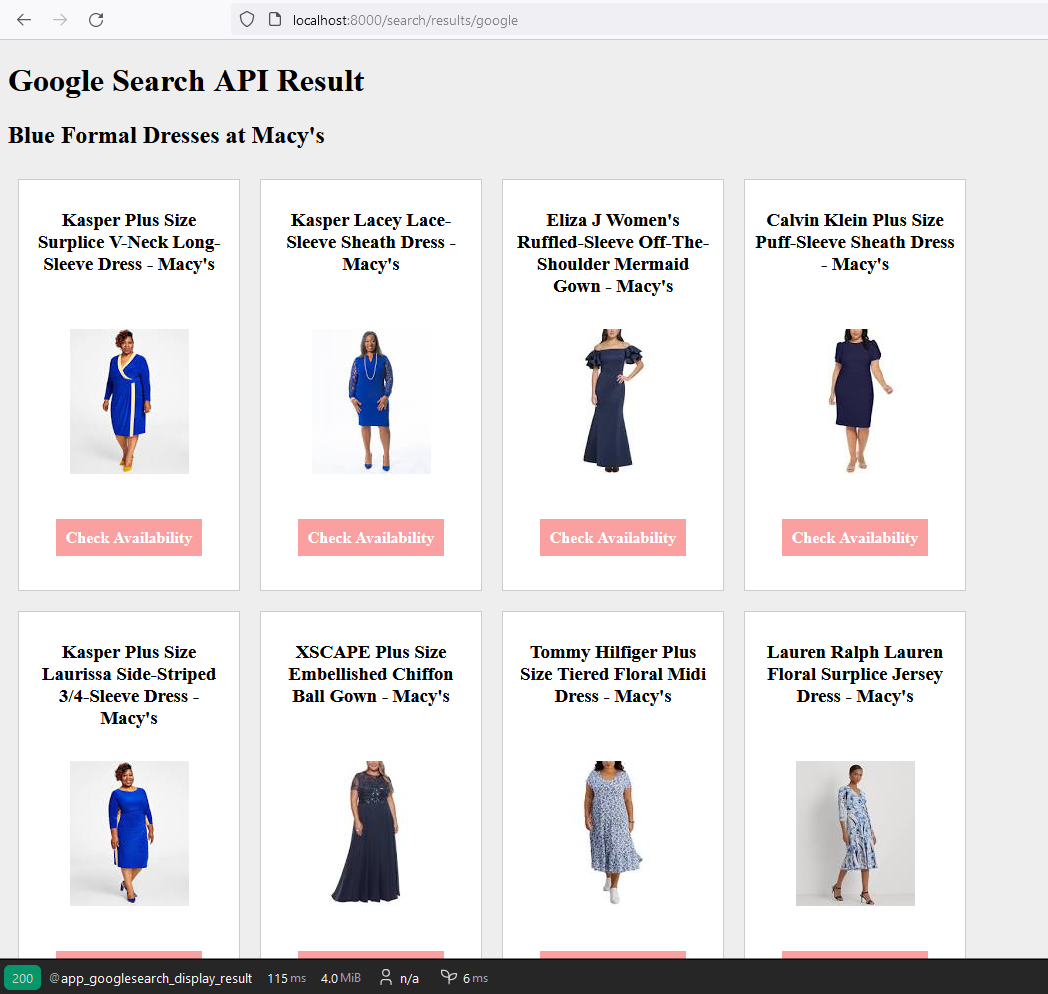 localhost:8000/search/results/google
Google Search API Result
Blue Formal Dresses at Macy's
Kasper Plus Size
Surplice V-Neck Long-
Sleeve Dress - Macy's
Check Availability
Kasper Lacey Lace-
Sleeve Sheath Dress -
Macy's
Check Availability
Eliza J Women's
Ruffled-Sleeve Off-The-
Shoulder Mermaid
Gown - Macy's
Check Availability
Calvin Klein Plus Size
Puff-Sleeve Sheath Dress
- Macy's
Check Availability
Kasper Plus Size
Laurissa Side-Striped
3/4-Sleeve Dress -
Macy's
XSCAPE Plus Size
Embellished Chiffon
Ball Gown - Macy's
Tommy Hilfiger Plus
Size Tiered Floral Midi
Dress - Macy's
Lauren Ralph Lauren
Floral Surplice Jersey
Dress - Macy's
200 @app_googlesearch_display_result 115 ms 4.0 MiB n/a 6 ms